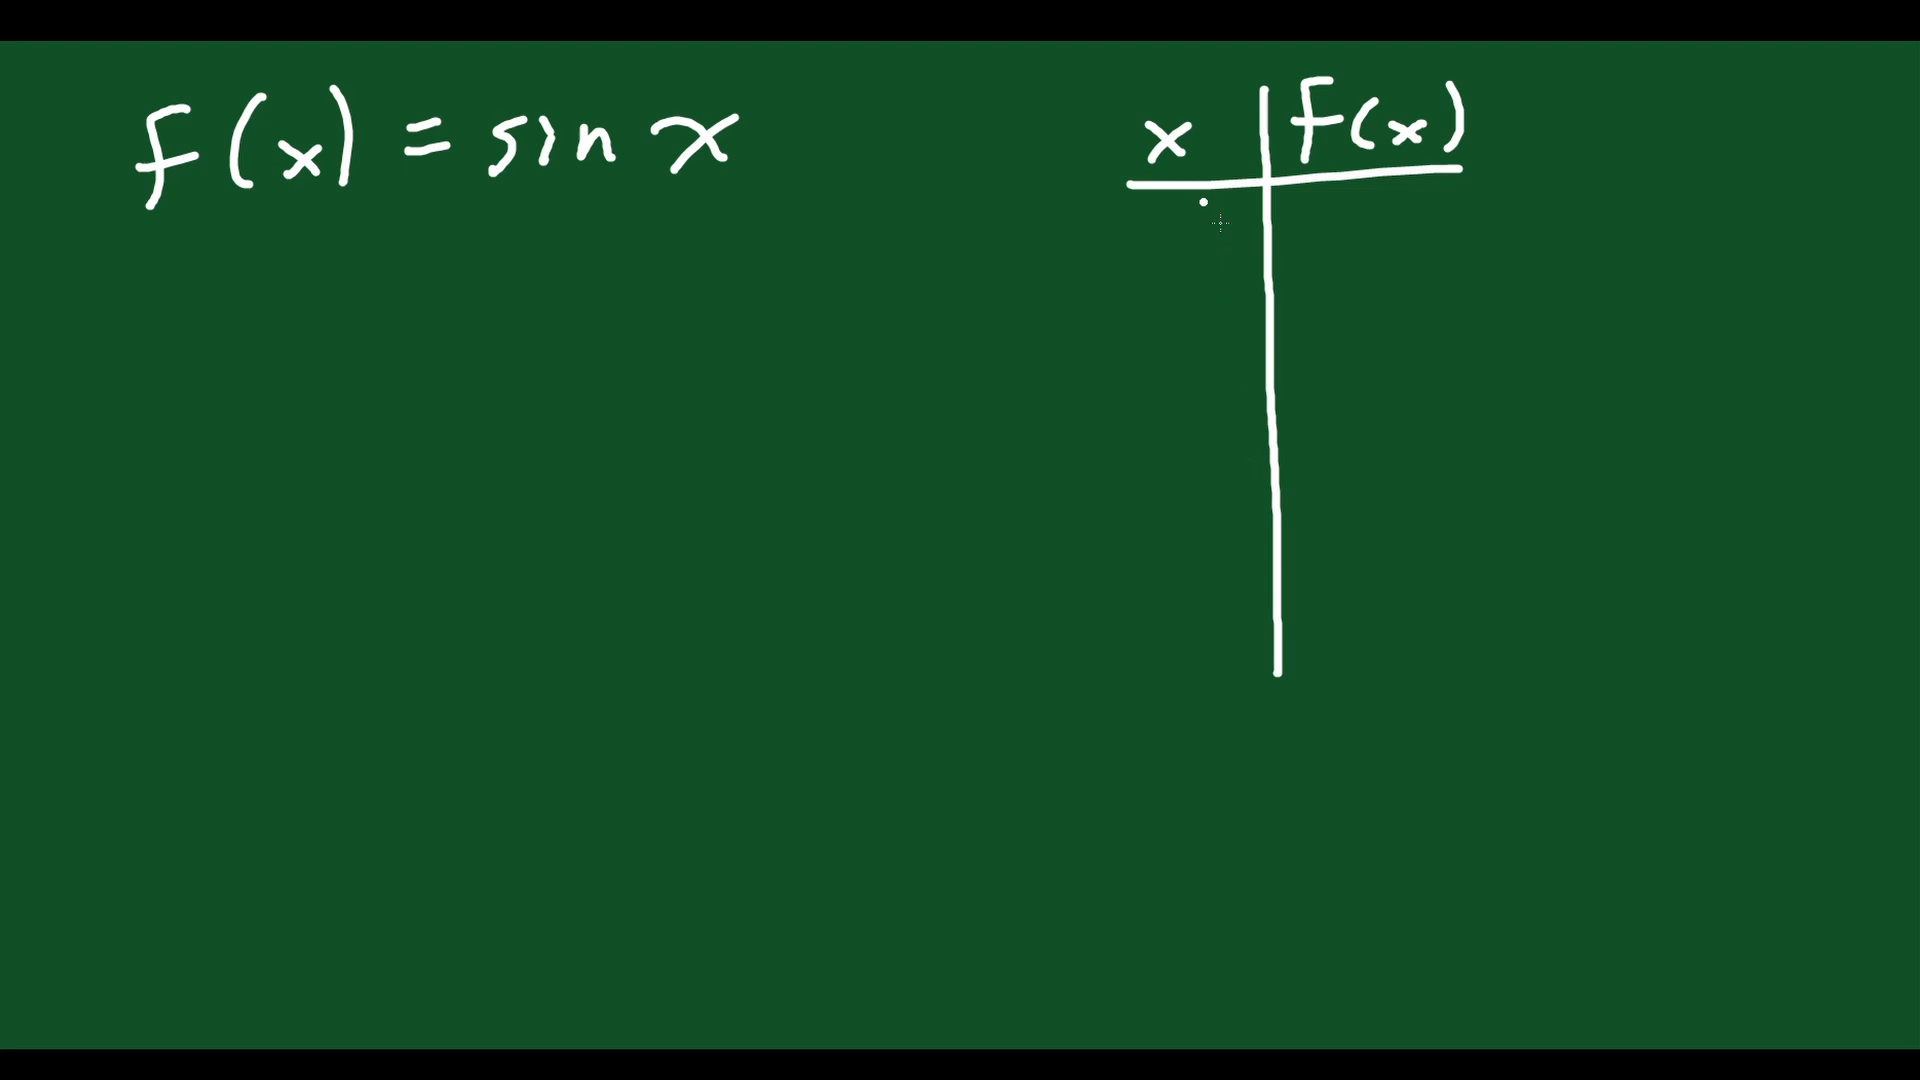 f(x) = sin x
x f(x)